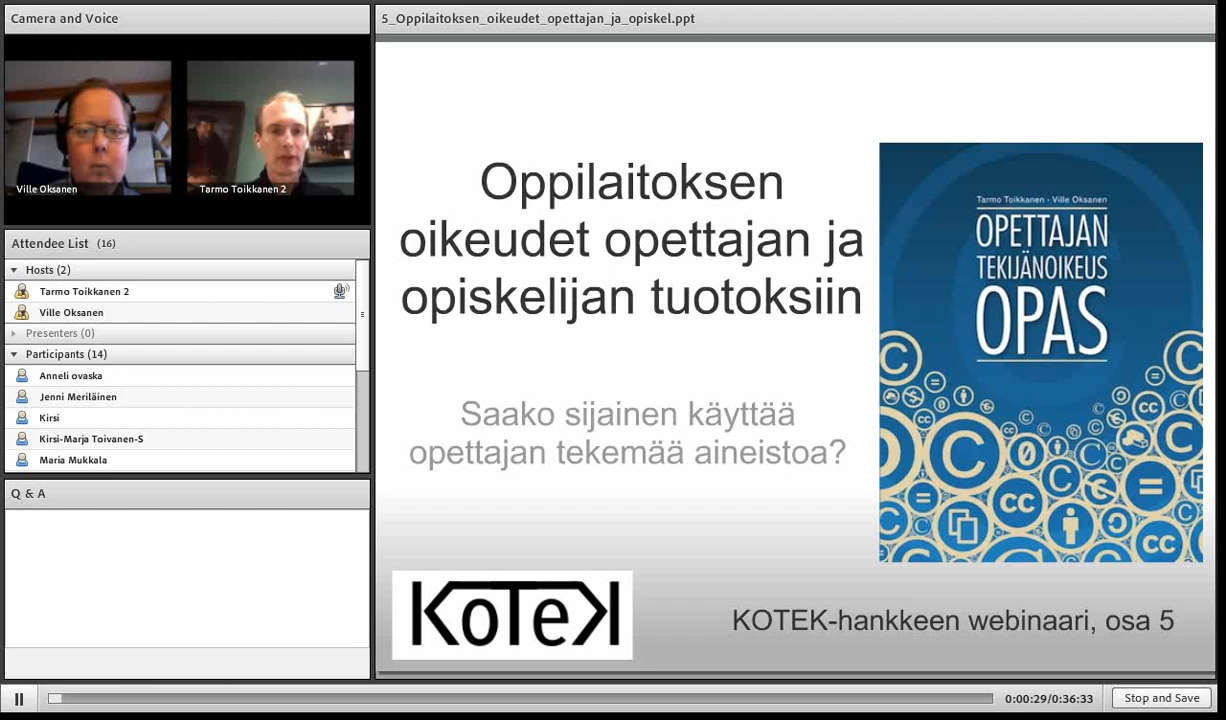 Camera and Voice
Ville Oksanen
Tarmo Toikkanen 2
Attendee List (16)
Hosts (2)
Tarmo Toikkanen 2
Ville Oksanen
Presenters (0)
Participants (14)
Anneli ovaska
Jenni Meriläinen
Kirsi
Kirsi-Marja Toivanen-S
Maria Mukkala
Q & A
5_Oppilaitoksen_oikeudet_opettajan_ja_opiskel.ppt
Oppilaitoksen
oikeudet opettajan ja
opiskelijan tuotoksiin
Saako sijainen käyttää
opettajan tekemää aineistoa?
Tarmo Toikkanen - Ville Oksanen
OPETTAJAN
TEKIJÄNOIKEUS
OPAS
KoTeK
KOTEK-hankkeen webinaari, osa 5
0:00:29/0:36:33
Stop and Save